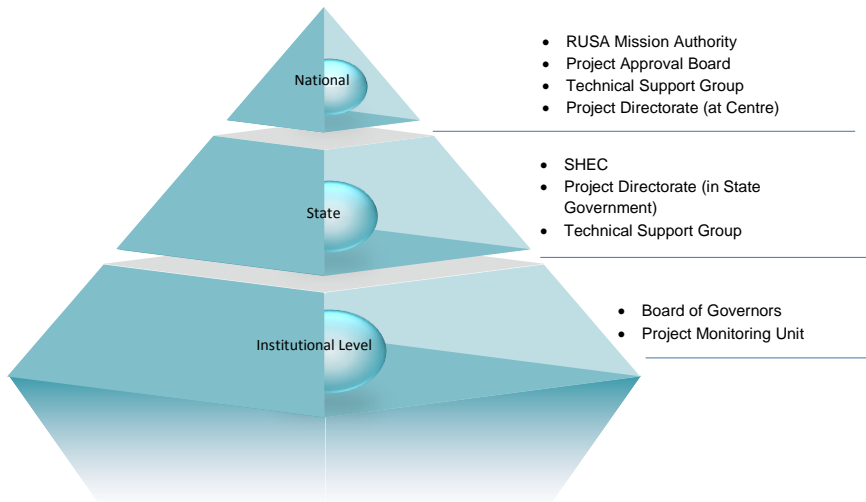 National
• RUSA Mission Authority
• Project Approval Board
• Technical Support Group
• Project Directorate (at Centre)
State
• SHEC
• Project Directorate (in State
Government)
• Technical Support Group
Institutional Level
• Board of Governors
• Project Monitoring Unit